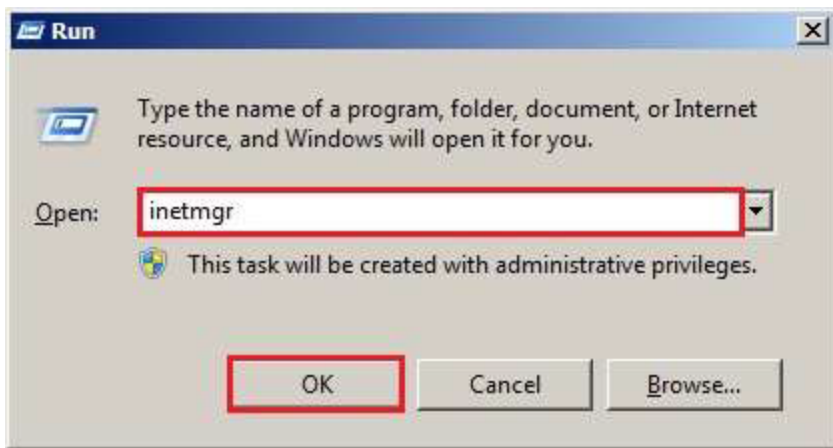 Run
Type the name of a program, folder, document, or Internet
resource, and Windows will open it for you.
Open:
inetmgr
This task will be created with administrative privileges.
OK
Cancel
Browse...